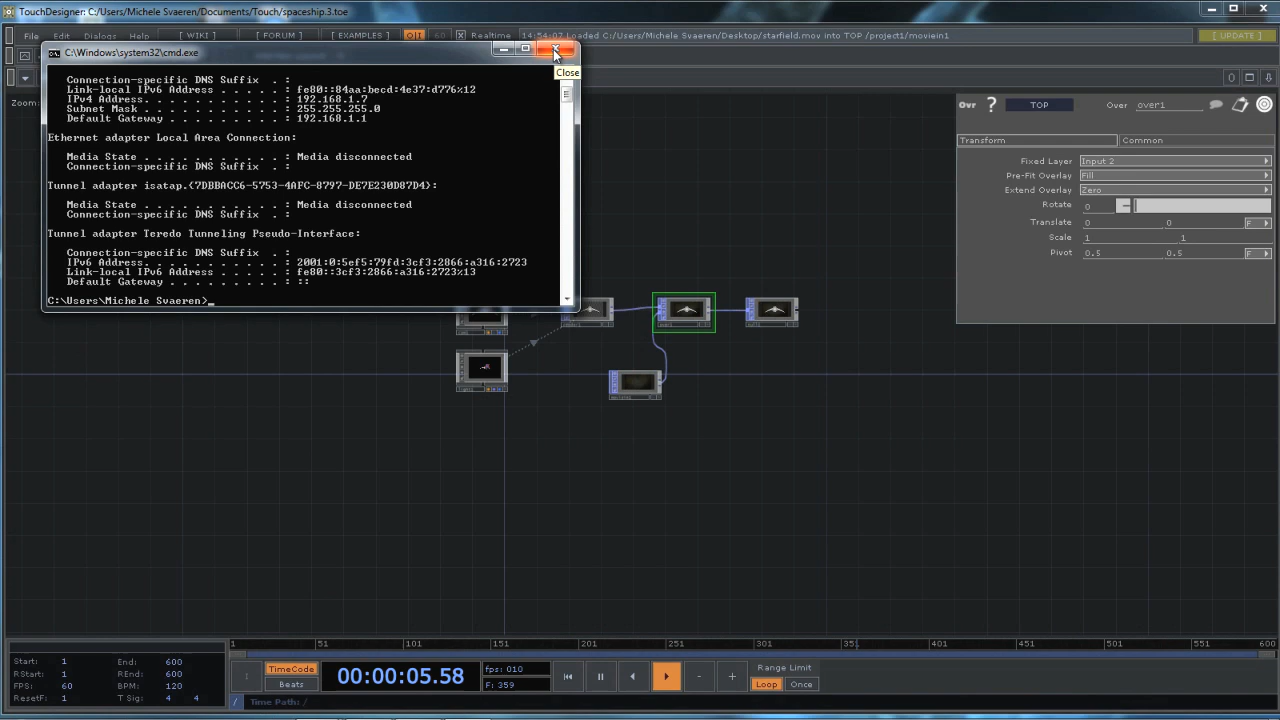 TouchDesigner: C:/Users/Michele Svaeren/Documents/Touch/spaceship.3.toe
File Edit Dialogs Help [ WIKI ] [ FORUM ] [ EXAMPLES ] OII 60 Realtime 14:54:07 Loaded C:/Users/Michele Svaeren/Desktop/starfield.mov into TOP /project1/moviein1 [ UPDATE ]
C:\Windows\system32\cmd.exe
Close
Connection-specific DNS Suffix . :
Link-local IPv6 Address . . . . . : fe80::84aa:becd:4e37:d776%12
IPv4 Address. . . . . . . . . . . : 192.168.1.7
Subnet Mask . . . . . . . . . . . : 255.255.255.0
Default Gateway . . . . . . . . . : 192.168.1.1
Ethernet adapter Local Area Connection:
Media State . . . . . . . . . . . : Media disconnected
Connection-specific DNS Suffix . :
Tunnel adapter isatap.{7DBBACC6-5753-4AFC-8797-DE7E230D87D4}:
Media State . . . . . . . . . . . : Media disconnected
Connection-specific DNS Suffix . :
Tunnel adapter Teredo Tunneling Pseudo-Interface:
Connection-specific DNS Suffix . :
IPv6 Address. . . . . . . . . . . : 2001:0:5ef5:79fd:3cf3:2866:a316:2723
Link-local IPv6 Address . . . . . : fe80::3cf3:2866:a316:2723%13
Default Gateway . . . . . . . . . : ::
C:\Users\Michele Svaeren>_
Zoom:
Ovr ? TOP Over over1
Transform Common
Fixed Layer Input 2
Pre-Fit Overlay Fill
Extend Overlay Zero
Rotate 0
Translate 0 0 F
Scale 1 1
Pivot 0.5 0.5 F
1 51 101 151 201 251 301 351 401 451 501 551 600
Start: 1 End: 600
RStart: 1 REnd: 600
FPS: 60 BPM: 120
ResetF: 1 T Sig: 4 4
TimeCode
Beats
00:00:05.58
fps: 010
F: 359
Range Limit
Loop Once
/ Time Path: /